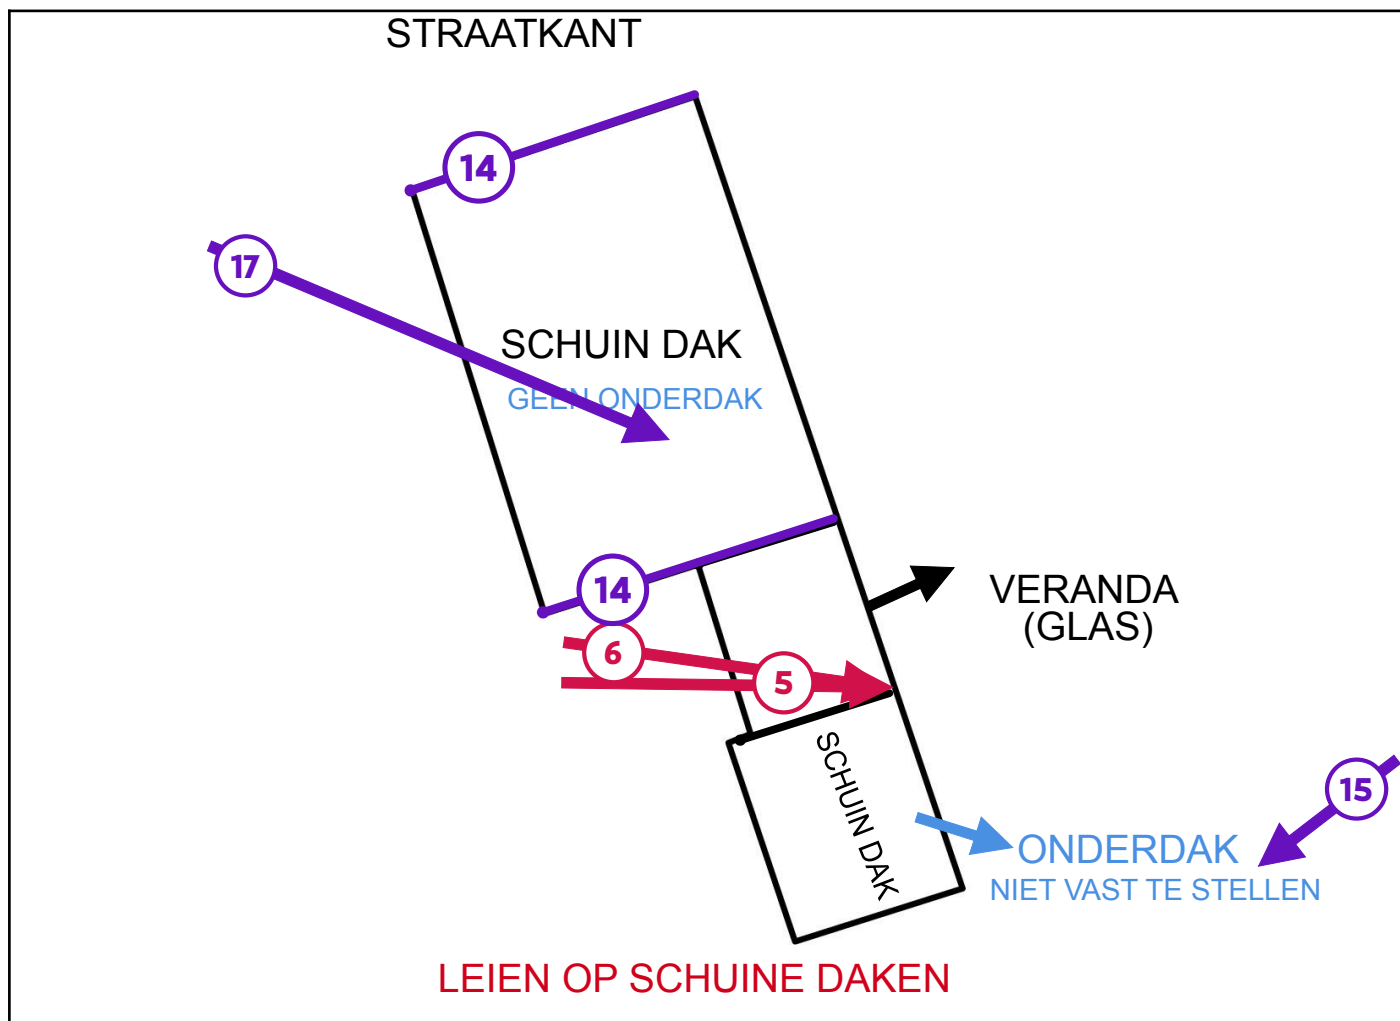 STRAATKANT
14
17
SCHUIN DAK
GEEN ONDERDAK
14
VERANDA
(GLAS)
6
5
SCHUIN DAK
15
ONDERDAK
NIET VAST TE STELLEN
LEIEN OP SCHUINE DAKEN